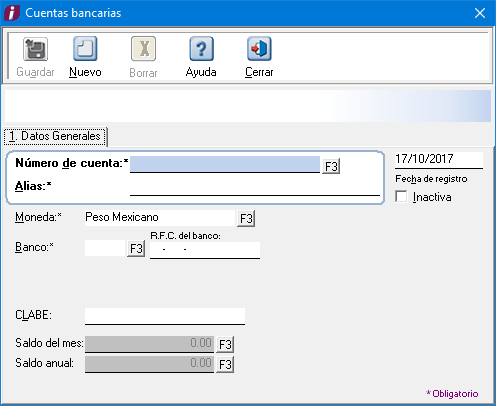 Cuentas bancarias
Guardar Nuevo Borrar Ayuda Cerrar
1. Datos Generales
Número de cuenta:* F3 17/10/2017
Alias:* Fecha de registro
Inactiva
Moneda:* Peso Mexicano F3
R.F.C. del banco:
Banco:* F3 - -
CLABE:
Saldo del mes: 0.00 F3
Saldo anual: 0.00 F3
* Obligatorio